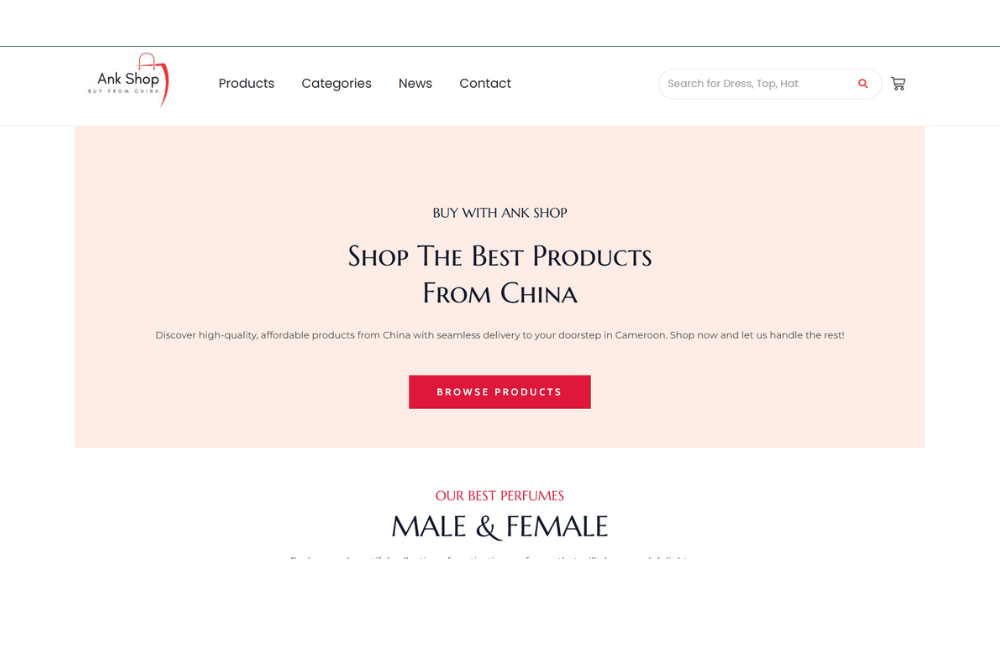 Ank Shop
BUY FROM CHINA
Products Categories News Contact
Search for Dress, Top, Hat
BUY WITH ANK SHOP
Shop The Best Products
From China
Discover high-quality, affordable products from China with seamless delivery to your doorstep in Cameroon. Shop now and let us handle the rest!
BROWSE PRODUCTS
OUR BEST PERFUMES
MALE & FEMALE